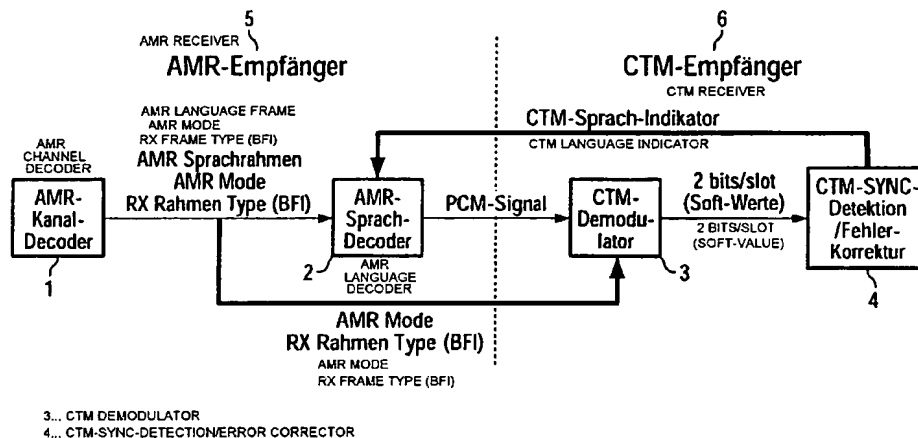 5
AMR RECEIVER
AMR-Empfänger
6
CTM-Empfänger
CTM RECEIVER
AMR LANGUAGE FRAME
AMR MODE
RX FRAME TYPE (BFI)
AMR Sprachrahmen
AMR Mode
RX Rahmen Type (BFI)
CTM-Sprach-Indikator
CTM LANGUAGE INDICATOR
AMR
CHANNEL
DECODER
AMR-
Kanal-
Decoder
1
AMR-
Sprach-
Decoder
2
AMR
LANGUAGE
DECODER
PCM-Signal
CTM-
Demodu-
lator
3
2 bits/slot
(Soft-Werte)
2 BITS/SLOT
(SOFT-VALUE)
CTM-SYNC-
Detektion
/Fehler-
Korrektur
4
AMR Mode
RX Rahmen Type (BFI)
AMR MODE
RX FRAME TYPE (BFI)
3... CTM DEMODULATOR
4... CTM-SYNC-DETECTION/ERROR CORRECTOR